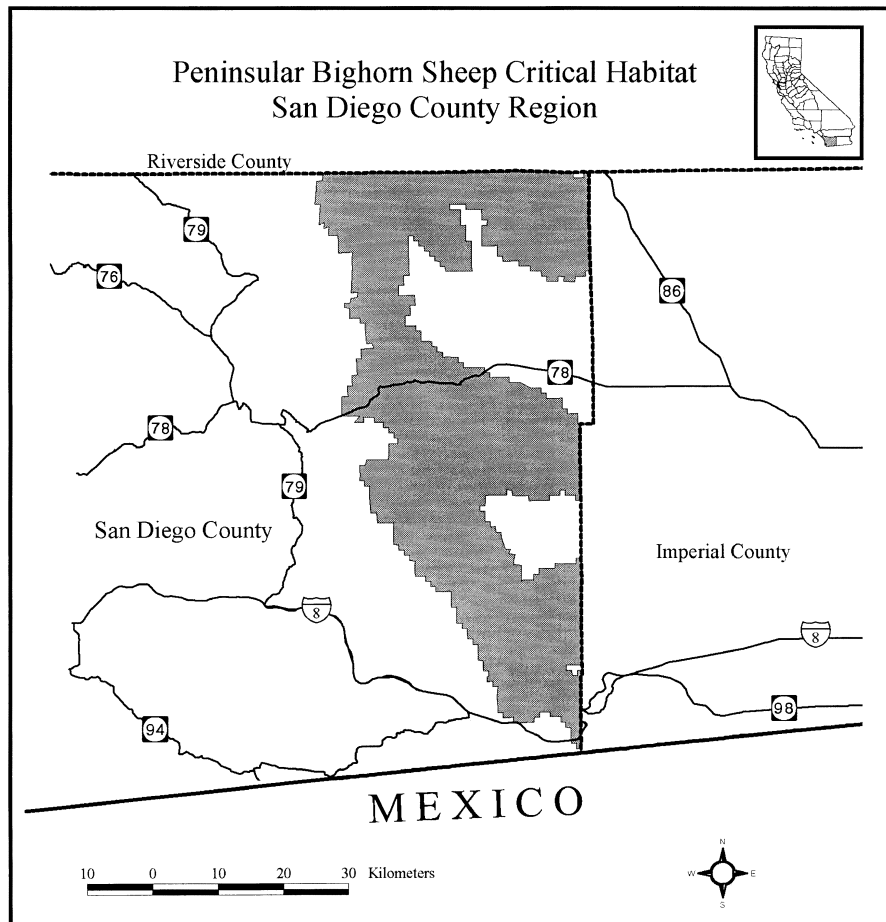 Peninsular Bighorn Sheep Critical Habitat
San Diego County Region
Riverside County
79
76
86
78
78
79
San Diego County
Imperial County
8
8
94
98
MEXICO
10 0 10 20 30 Kilometers
N
W E
S